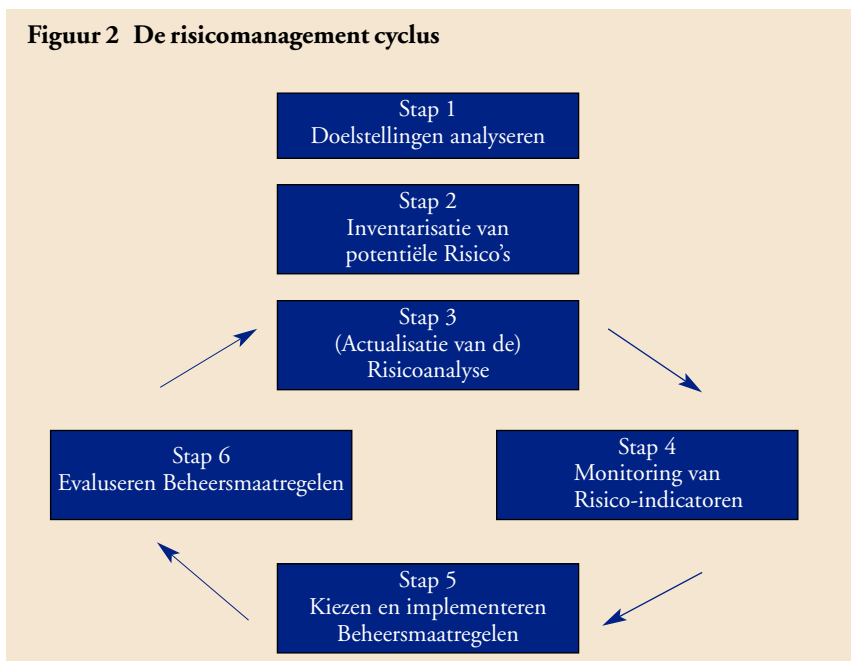 Figuur 2 De risicomanagement cyclus
Stap 1
Doelstellingen analyseren
Stap 2
Inventarisatie van
potentiële Risico's
Stap 3
(Actualisatie van de)
Risicoanalyse
Stap 4
Monitoring van
Risico-indicatoren
Stap 5
Kiezen en implementeren
Beheersmaatregelen
Stap 6
Evaluseren Beheersmaatregelen